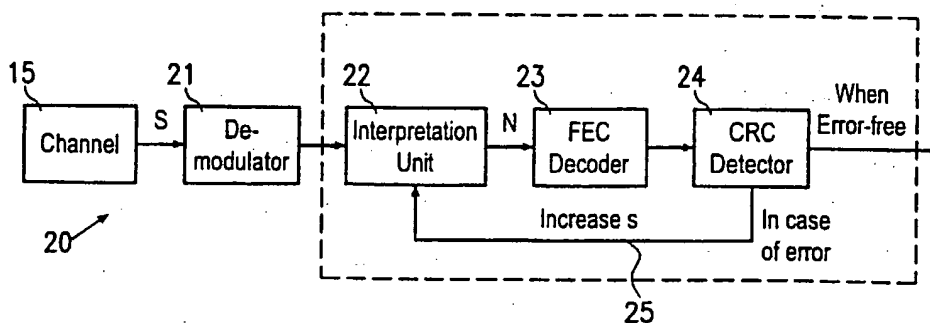 15
21
22
23
24
When
Error-free
Channel
S
De-
modulator
Interpretation
Unit
N
FEC
Decoder
CRC
Detector
20
Increase s
In case
of error
25